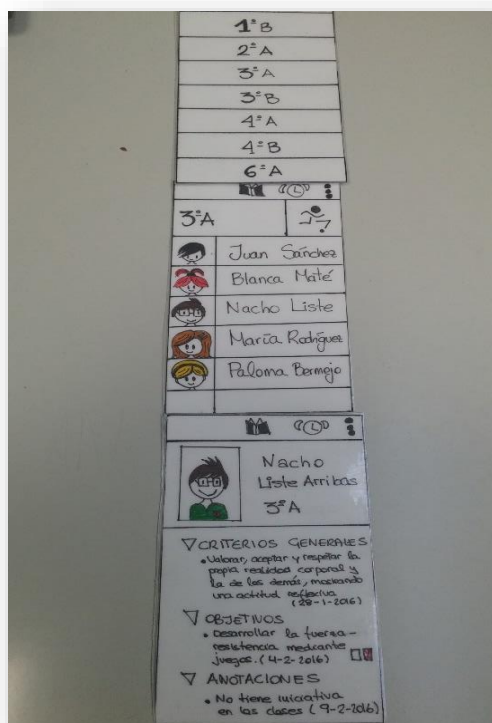 1º B
2º A
3º A
3º B
4º A
4º B
6º A
3º A
Juan Sánchez
Blanca Maté
Nacho Liste
María Rodríguez
Paloma Bermejo
Nacho
Liste Arribas
3º A
▽ CRITERIOS GENERALES
• Valorar, aceptar y respetar la
propia realidad corporal y
la de los demás, mostrando
una actitud reflexiva
(28-1-2016)
▽ OBJETIVOS
• Desarrollar la fuerza-
resistencia mediante
juegos. (4-2-2016)
▽ ANOTACIONES
• No tiene iniciativa
en las clases (9-2-2016)